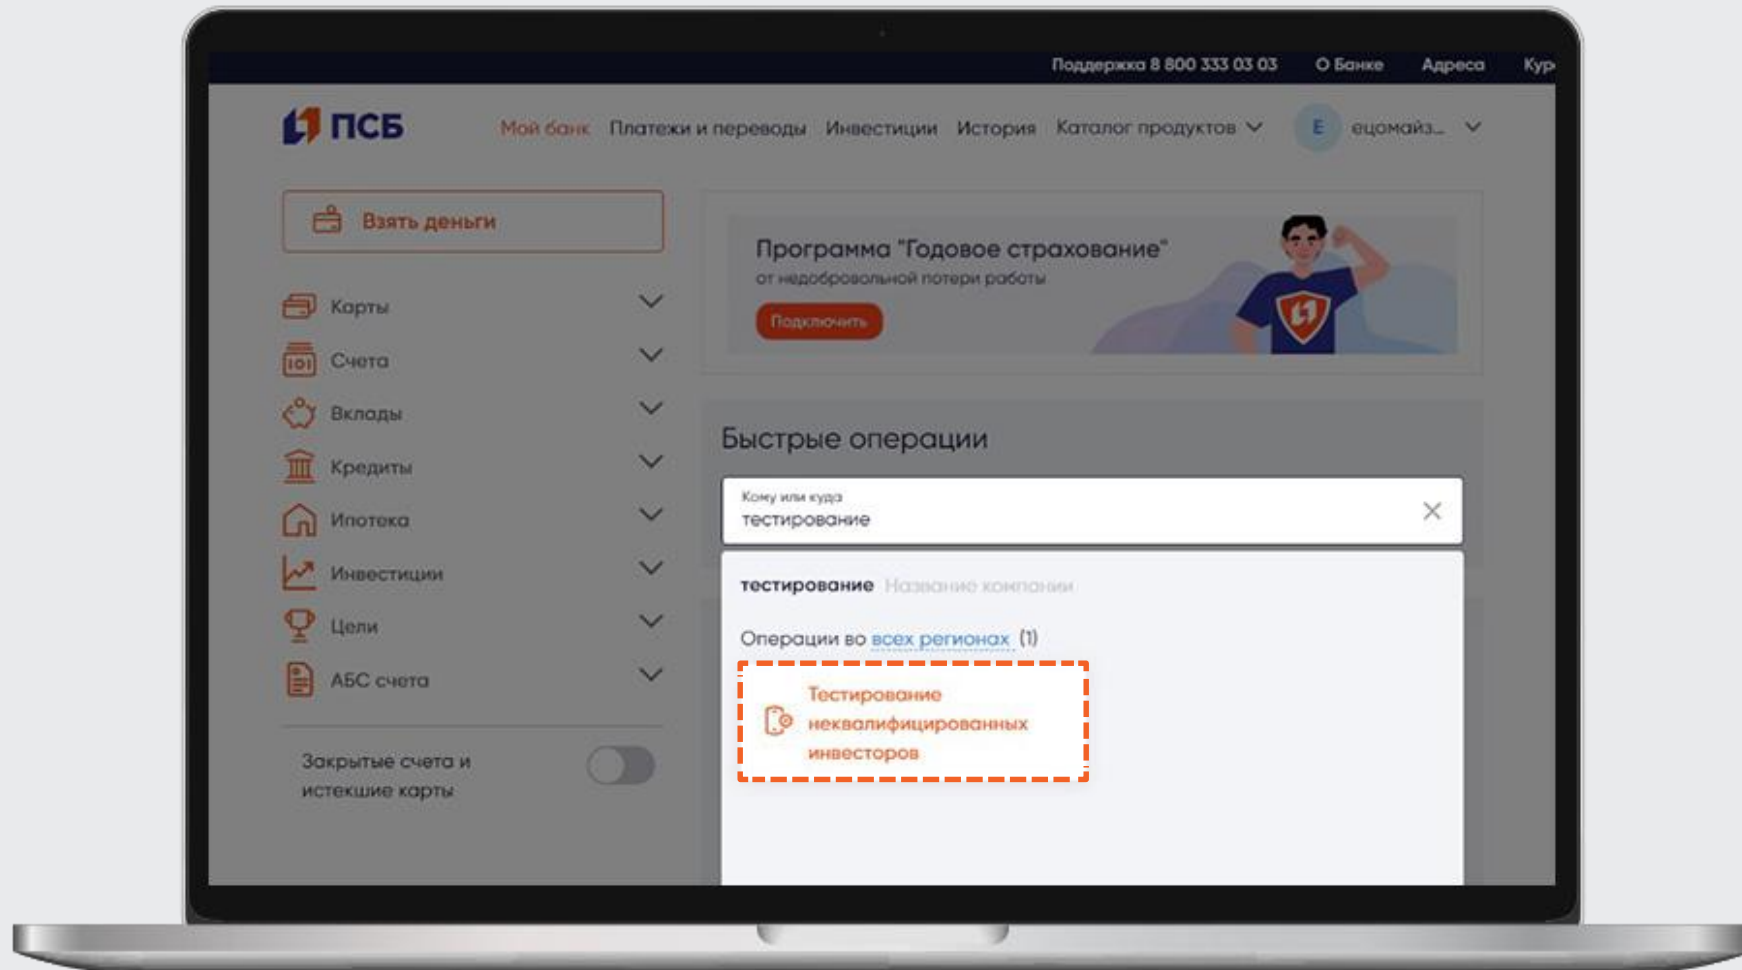 Поддержка 8 800 333 03 03 О Банке Адреса
ПСБ Мой банк Платежи и переводы Инвестиции История Каталог продуктов Е ецомайз...
Взять деньги
Программа "Годовое страхование"
от недобровольной потери работы
Подключить
Карты
Счета
Вклады
Кредиты
Ипотека
Инвестиции
Цели
АБС счета
Закрытые счета и
истекшие карты
Быстрые операции
Кому или куда
тестирование
тестирование Название компании
Операции во всех регионах (1)
Тестирование
неквалифицированных
инвесторов